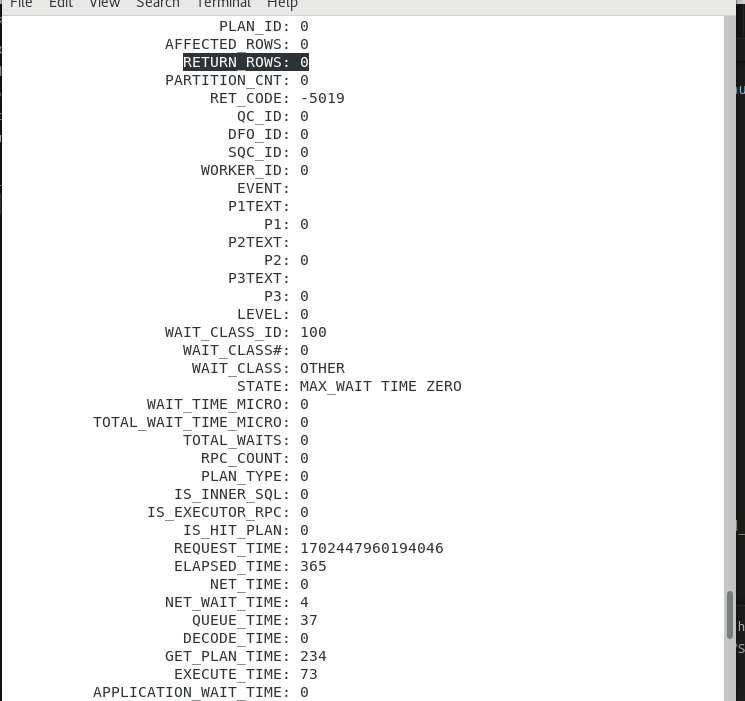 File Edit View Search Terminal Help
PLAN_ID: 0
AFFECTED_ROWS: 0
RETURN_ROWS: 0
PARTITION_CNT: 0
RET_CODE: -5019
QC_ID: 0
DFO_ID: 0
SQC_ID: 0
WORKER_ID: 0
EVENT:
P1TEXT:
P1: 0
P2TEXT:
P2: 0
P3TEXT:
P3: 0
LEVEL: 0
WAIT_CLASS_ID: 100
WAIT_CLASS#: 0
WAIT_CLASS: OTHER
STATE: MAX_WAIT TIME ZERO
WAIT_TIME_MICRO: 0
TOTAL_WAIT_TIME_MICRO: 0
TOTAL_WAITS: 0
RPC_COUNT: 0
PLAN_TYPE: 0
IS_INNER_SQL: 0
IS_EXECUTOR_RPC: 0
IS_HIT_PLAN: 0
REQUEST_TIME: 1702447960194046
ELAPSED_TIME: 365
NET_TIME: 0
NET_WAIT_TIME: 4
QUEUE_TIME: 37
DECODE_TIME: 0
GET_PLAN_TIME: 234
EXECUTE_TIME: 73
APPLICATION_WAIT_TIME: 0